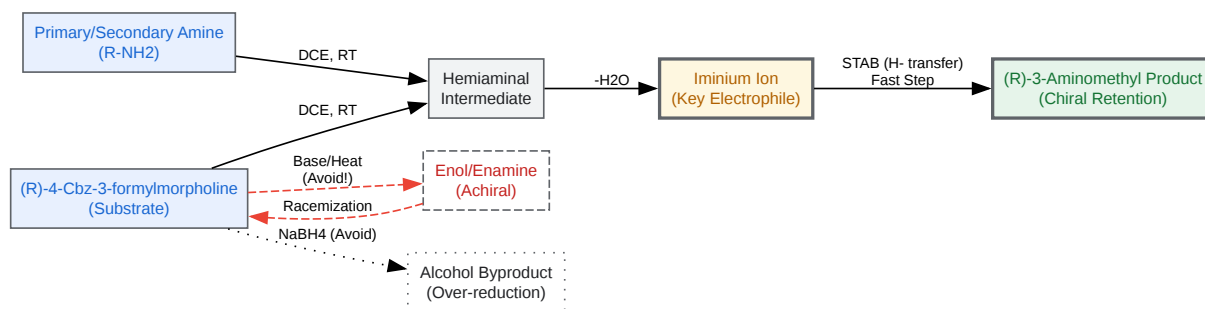 Primary/Secondary Amine
(R-NH2)
DCE, RT
Hemiaminal
Intermediate
-H2O
Iminium Ion
(Key Electrophile)
STAB (H- transfer)
Fast Step
(R)-3-Aminomethyl Product
(Chiral Retention)
DCE, RT
(R)-4-Cbz-3-formylmorpholine
(Substrate)
Base/Heat
(Avoid!)
Racemization
Enol/Enamine
(Achiral)
NaBH4 (Avoid)
Alcohol Byproduct
(Over-reduction)